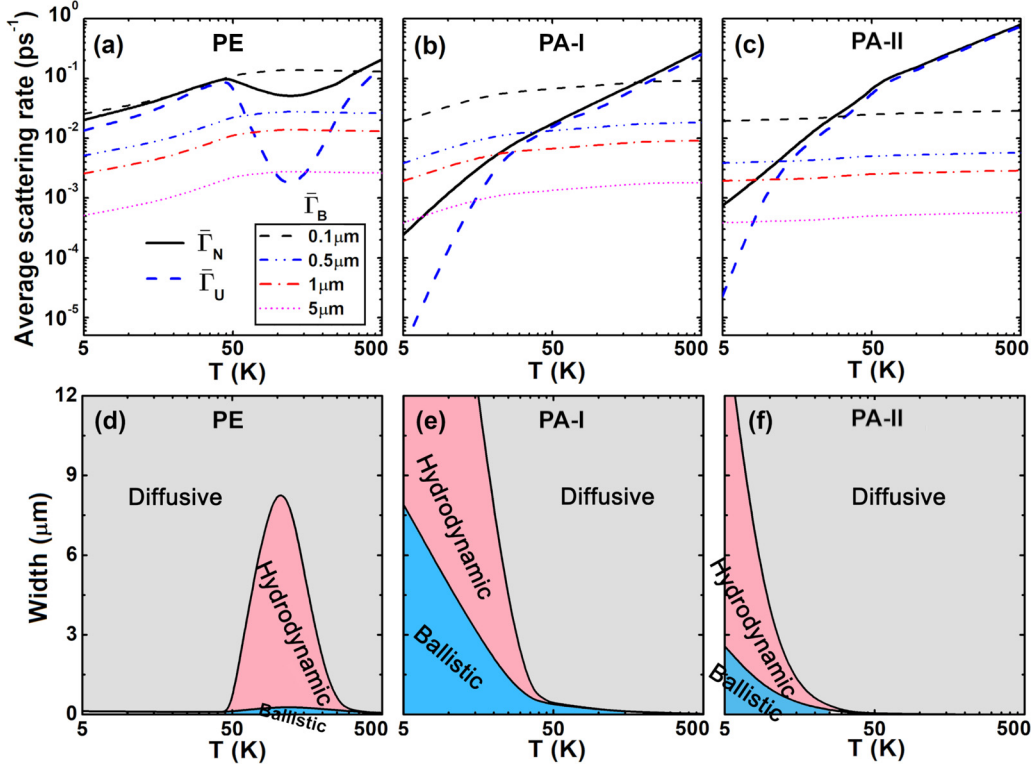 (a) PE
(b) PA-I
(c) PA-II
Average scattering rate (ps⁻¹)
10⁰
10⁻¹
10⁻²
10⁻³
10⁻⁴
10⁻⁵
Γ̄_N
Γ̄_U
Γ̄_B
0.1μm
0.5μm
1μm
5μm
5 50 500
5 50 500
5 50 500
T (K)
T (K)
T (K)
(d) PE
(e) PA-I
(f) PA-II
Width (μm)
12
9
6
3
0
Diffusive
Hydrodynamic
Ballistic
Diffusive
Hydrodynamic
Ballistic
Diffusive
Hydrodynamic
Ballistic
5 50 500
5 50 500
5 50 500
T (K)
T (K)
T (K)